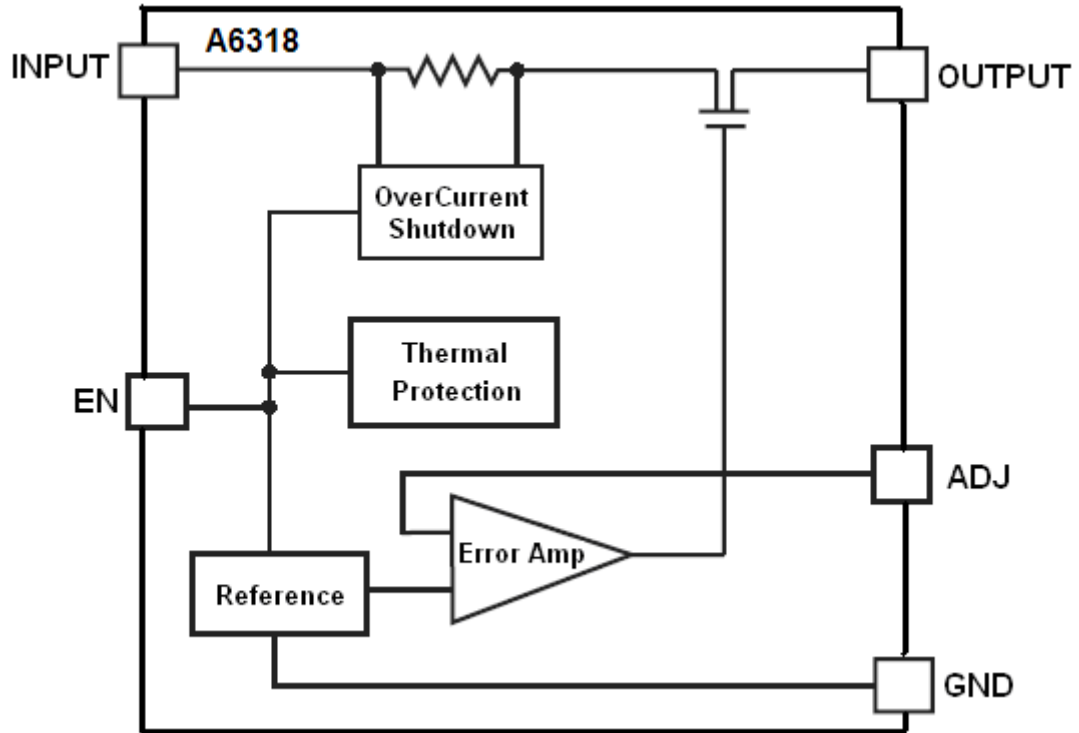 A6318
INPUT
OUTPUT
OverCurrent
Shutdown
Thermal
Protection
EN
ADJ
Error Amp
Reference
GND